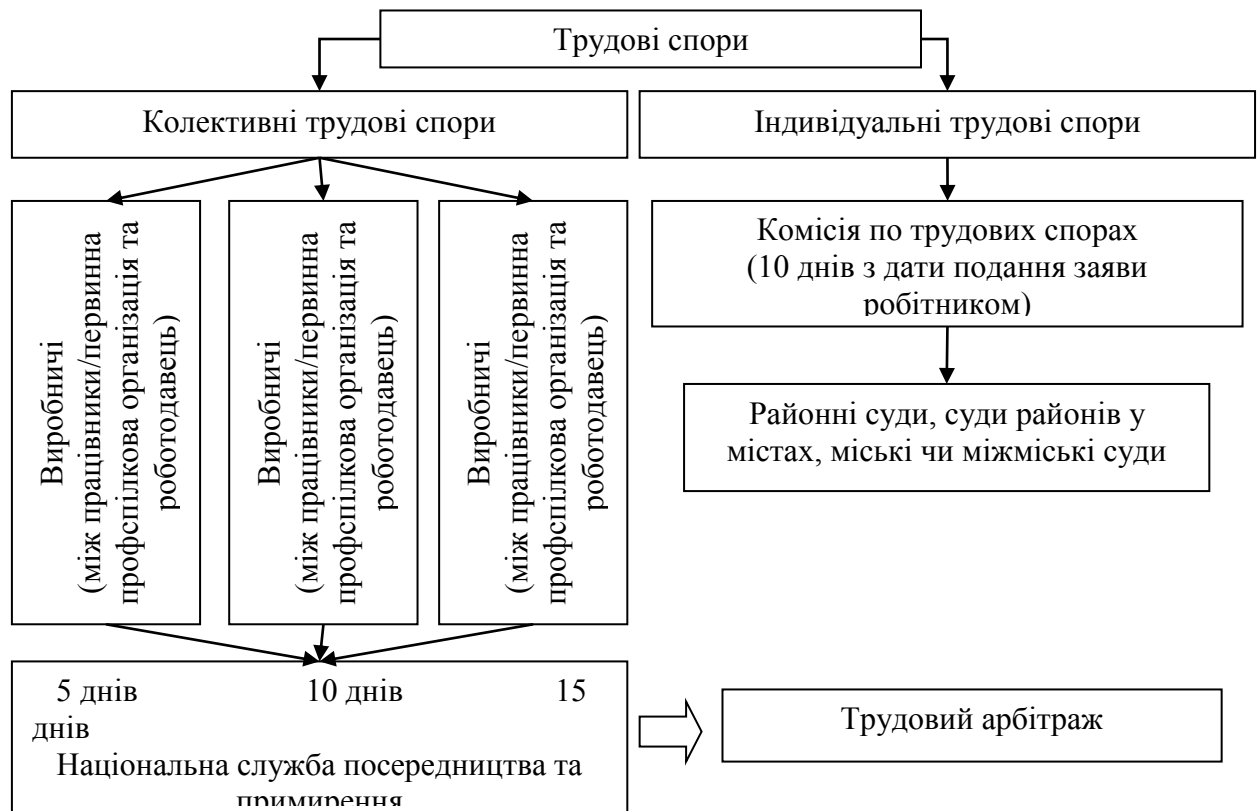 Трудові спори
Колективні трудові спори
Індивідуальні трудові спори
Виробничі
(між працівники/первинна
профспілкова організація та
роботодавець)
Виробничі
(між працівники/первинна
профспілкова організація та
роботодавець)
Виробничі
(між працівники/первинна
профспілкова організація та
роботодавець)
Комісія по трудових спорах
(10 днів з дати подання заяви
робітником)
Районні суди, суди районів у
містах, міські чи міжміські суди
5 днів 10 днів 15
днів
Національна служба посередництва та
примирення
Трудовий арбітраж